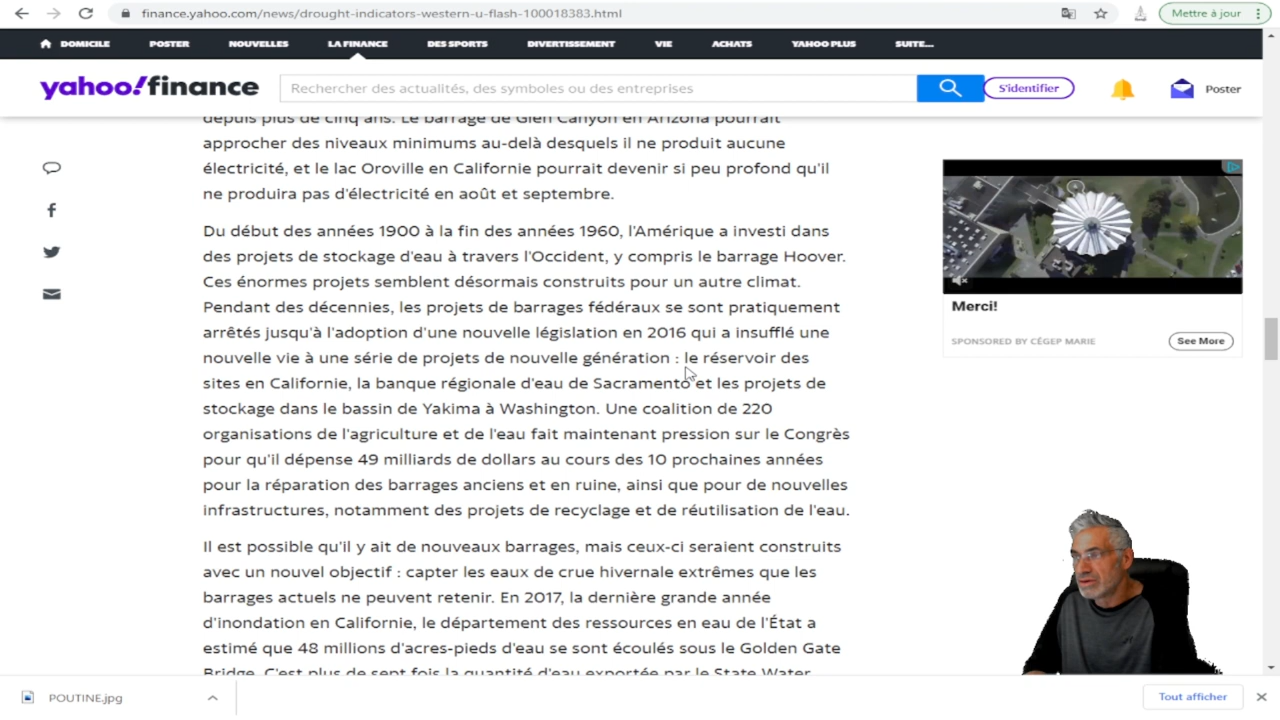 finance.yahoo.com/news/drought-indicators-western-u-flash-100018383.html
Mettre à jour
DOMICILE POSTER NOUVELLES LA FINANCE DES SPORTS DIVERTISSEMENT VIE ACHATS YAHOO PLUS SUITE...
yahoo!finance
Rechercher des actualités, des symboles ou des entreprises
S'identifier
Poster
depuis plus de cinq ans. Le barrage de Glen Canyon en Arizona pourrait
approcher des niveaux minimums au-delà desquels il ne produit aucune
électricité, et le lac Oroville en Californie pourrait devenir si peu profond qu'il
ne produira pas d'électricité en août et septembre.
Du début des années 1900 à la fin des années 1960, l'Amérique a investi dans
des projets de stockage d'eau à travers l'Occident, y compris le barrage Hoover.
Ces énormes projets semblent désormais construits pour un autre climat.
Pendant des décennies, les projets de barrages fédéraux se sont pratiquement
arrêtés jusqu'à l'adoption d'une nouvelle législation en 2016 qui a insufflé une
nouvelle vie à une série de projets de nouvelle génération : le réservoir des
sites en Californie, la banque régionale d'eau de Sacramento et les projets de
stockage dans le bassin de Yakima à Washington. Une coalition de 220
organisations de l'agriculture et de l'eau fait maintenant pression sur le Congrès
pour qu'il dépense 49 milliards de dollars au cours des 10 prochaines années
pour la réparation des barrages anciens et en ruine, ainsi que pour de nouvelles
infrastructures, notamment des projets de recyclage et de réutilisation de l'eau.
Il est possible qu'il y ait de nouveaux barrages, mais ceux-ci seraient construits
avec un nouvel objectif : capter les eaux de crue hivernale extrêmes que les
barrages actuels ne peuvent retenir. En 2017, la dernière grande année
d'inondation en Californie, le département des ressources en eau de l'État a
estimé que 48 millions d'acres-pieds d'eau se sont écoulés sous le Golden Gate
Bridge. C'est plus de sept fois la quantité d'eau exportée par le State Water
Merci!
SPONSORED BY CÉGEP MARIE
See More
POUTINE.jpg
Tout afficher